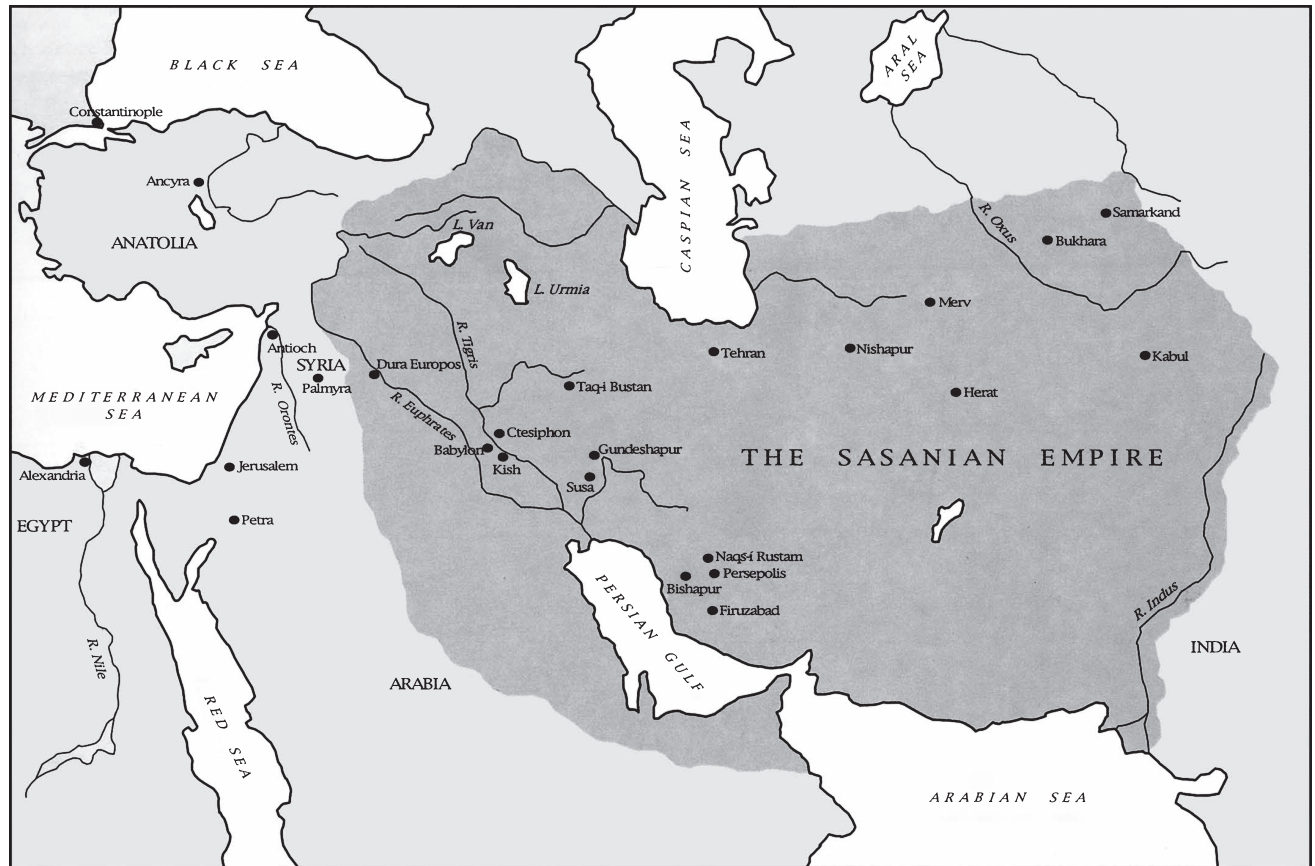 BLACK SEA
ARAL
SEA
Constantinople
CASPIAN SEA
Ancyra
R. Oxus
Samarkand
L. Van
ANATOLIA
Bukhara
L. Urmia
Merv
R. Tigris
Antioch
Tehran
Nishapur
Kabul
SYRIA
Dura Europos
Palmyra
Taq-i Bustan
Herat
MEDITERRANEAN
SEA
R. Orontes
R. Euphrates
Ctesiphon
Babylon
Gundeshapur
THE SASANIAN EMPIRE
Kish
Jerusalem
Alexandria
Susa
EGYPT
Petra
Naqs-i Rustam
Persepolis
Bishapur
PERSIAN GULF
Firuzabad
R. Indus
R. Nile
INDIA
ARABIA
RED SEA
ARABIAN SEA